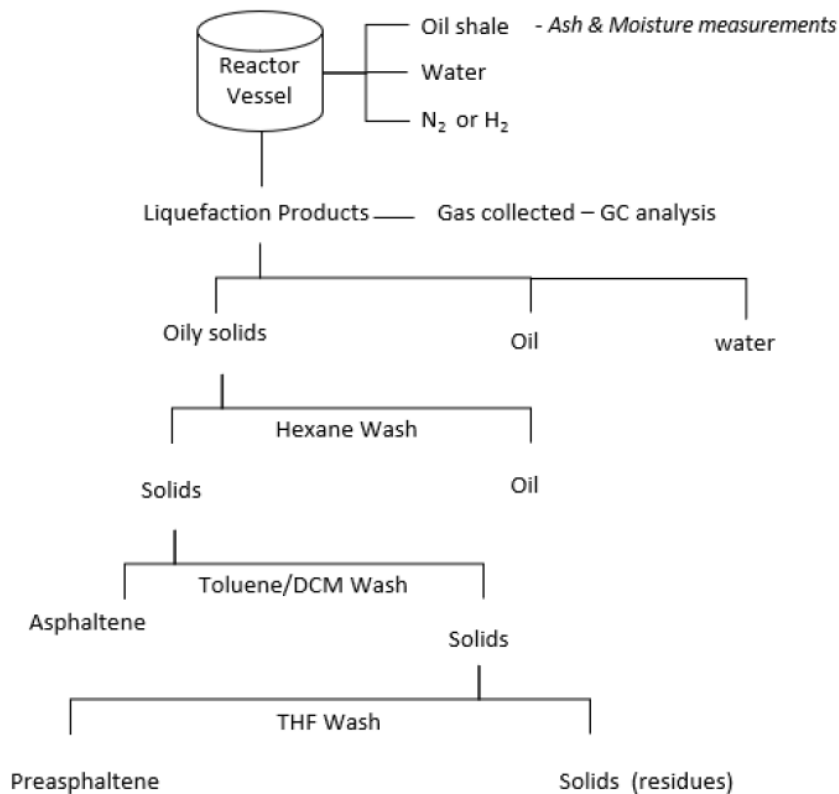 Reactor
Vessel
Oil shale - Ash & Moisture measurements
Water
N₂ or H₂
Liquefaction Products
Gas collected – GC analysis
Oily solids
Oil
water
Hexane Wash
Solids
Oil
Toluene/DCM Wash
Asphaltene
Solids
THF Wash
Preasphaltene
Solids (residues)